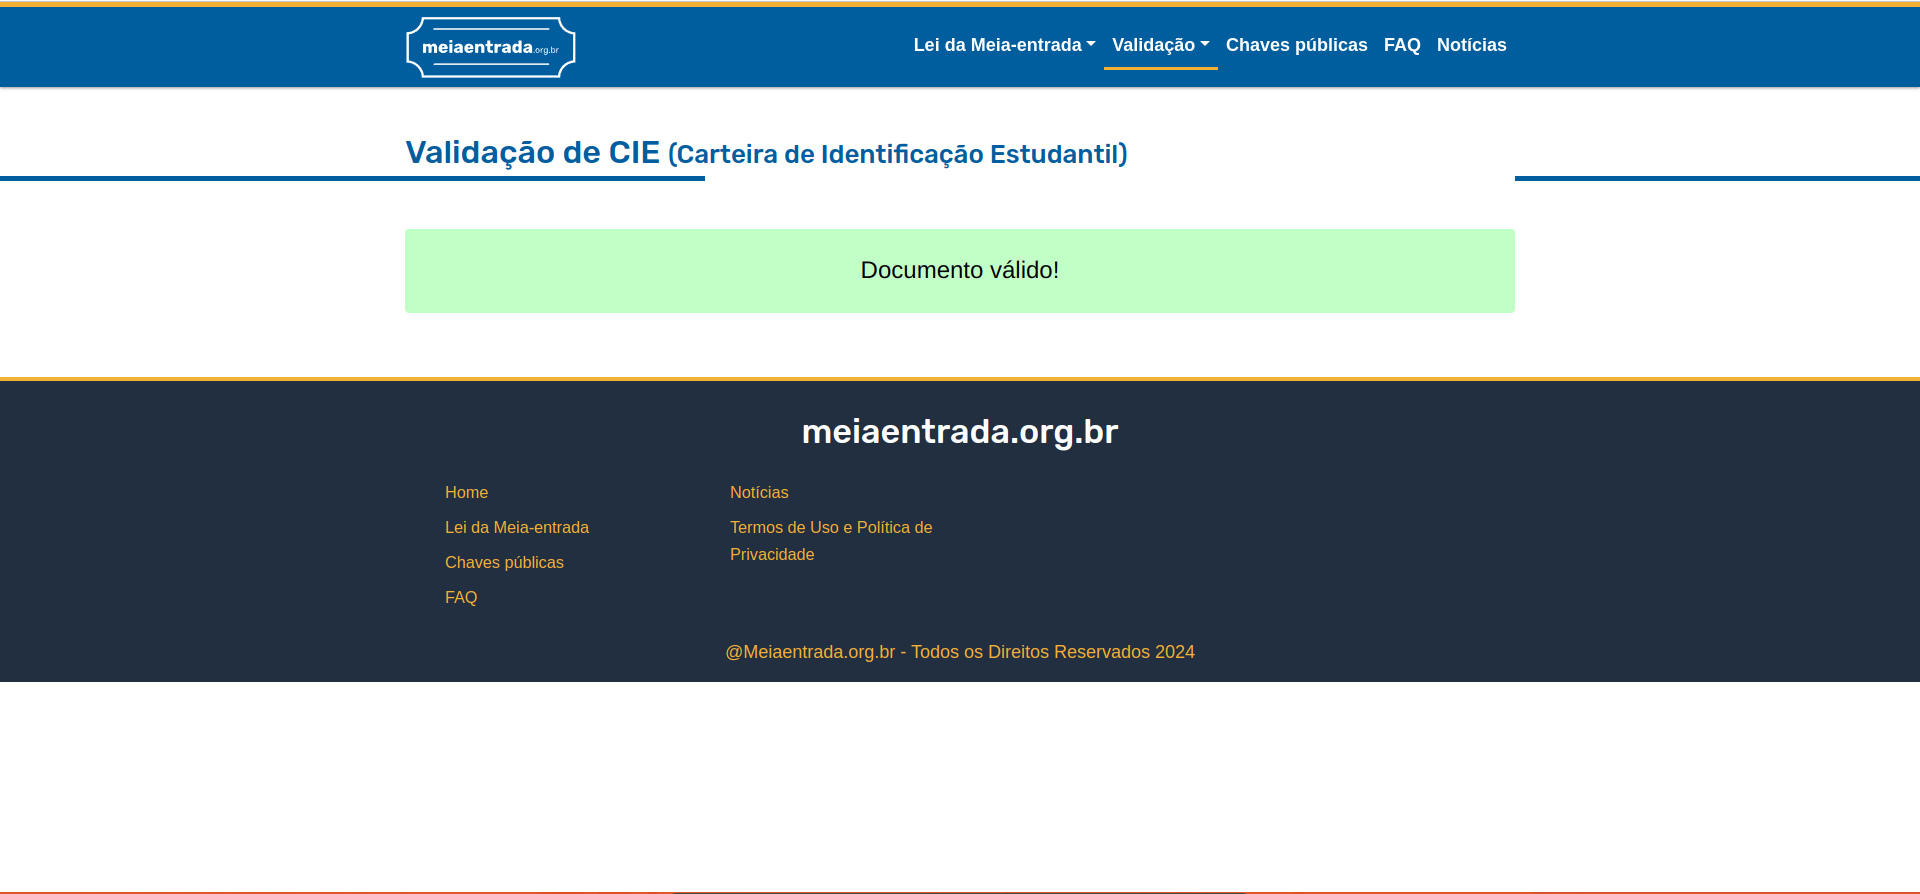 meiaentrada.org.br
Lei da Meia-entrada Validação Chaves públicas FAQ Notícias
Validação de CIE (Carteira de Identificação Estudantil)
Documento válido!
meiaentrada.org.br
Home
Lei da Meia-entrada
Chaves públicas
FAQ
Notícias
Termos de Uso e Política de
Privacidade
@Meiaentrada.org.br - Todos os Direitos Reservados 2024